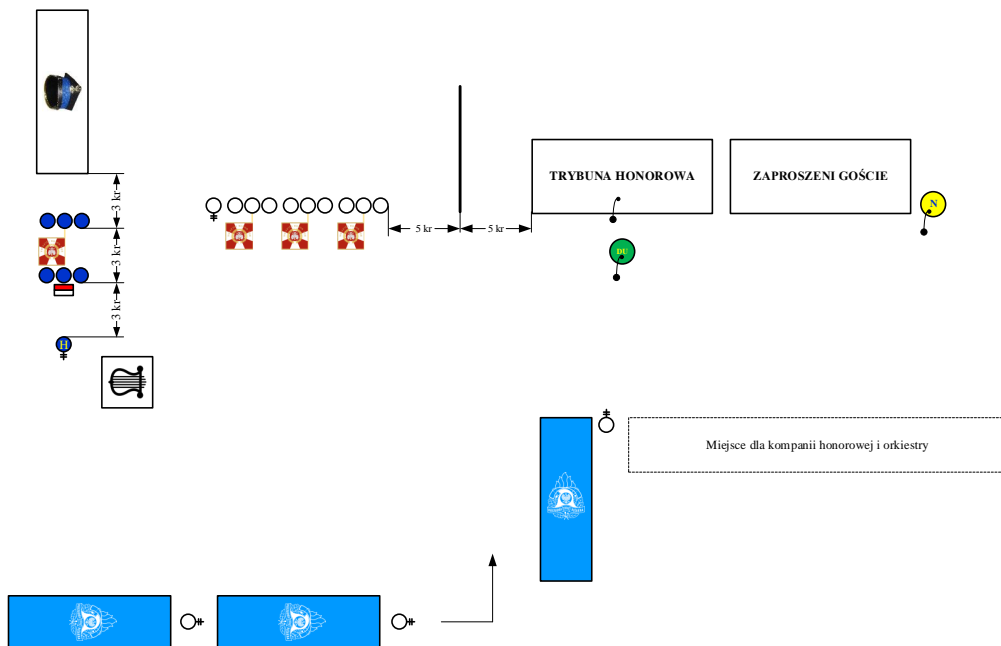 TRYBUNA HONOROWA
ZAPROSZENI GOŚCIE
N
3 kr
3 kr
3 kr
5 kr
5 kr
DU
H
Miejsce dla kompanii honorowej i orkiestry